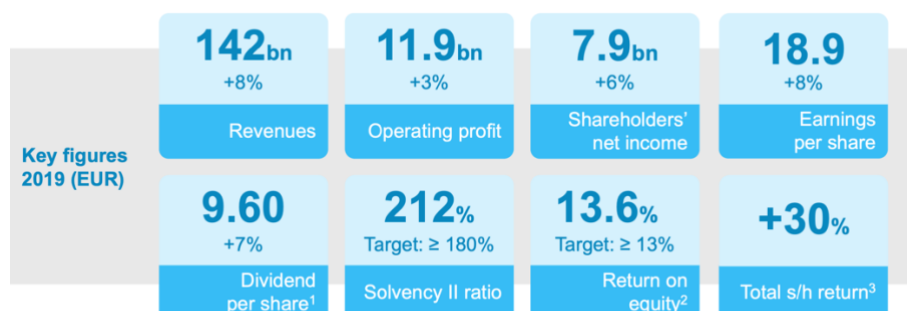 Key figures
2019 (EUR)
142bn
+8%
Revenues
11.9bn
+3%
Operating profit
7.9bn
+6%
Shareholders'
net income
18.9
+8%
Earnings
per share
9.60
+7%
Dividend
per share¹
212%
Target: ≥ 180%
Solvency II ratio
13.6%
Target: ≥ 13%
Return on
equity²
+30%
Total s/h return³